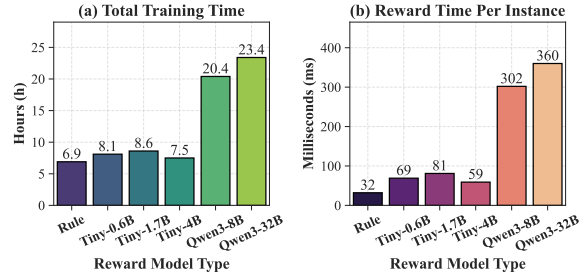 (a) Total Training Time
Hours (h)
25
20
15
10
5
0
6.9
8.1
8.6
7.5
20.4
23.4
Rule
Tiny-0.6B
Tiny-1.7B
Tiny-4B
Qwen3-8B
Qwen3-32B
Reward Model Type
(b) Reward Time Per Instance
Milliseconds (ms)
400
300
200
100
0
32
69
81
59
302
360
Rule
Tiny-0.6B
Tiny-1.7B
Tiny-4B
Qwen3-8B
Qwen3-32B
Reward Model Type